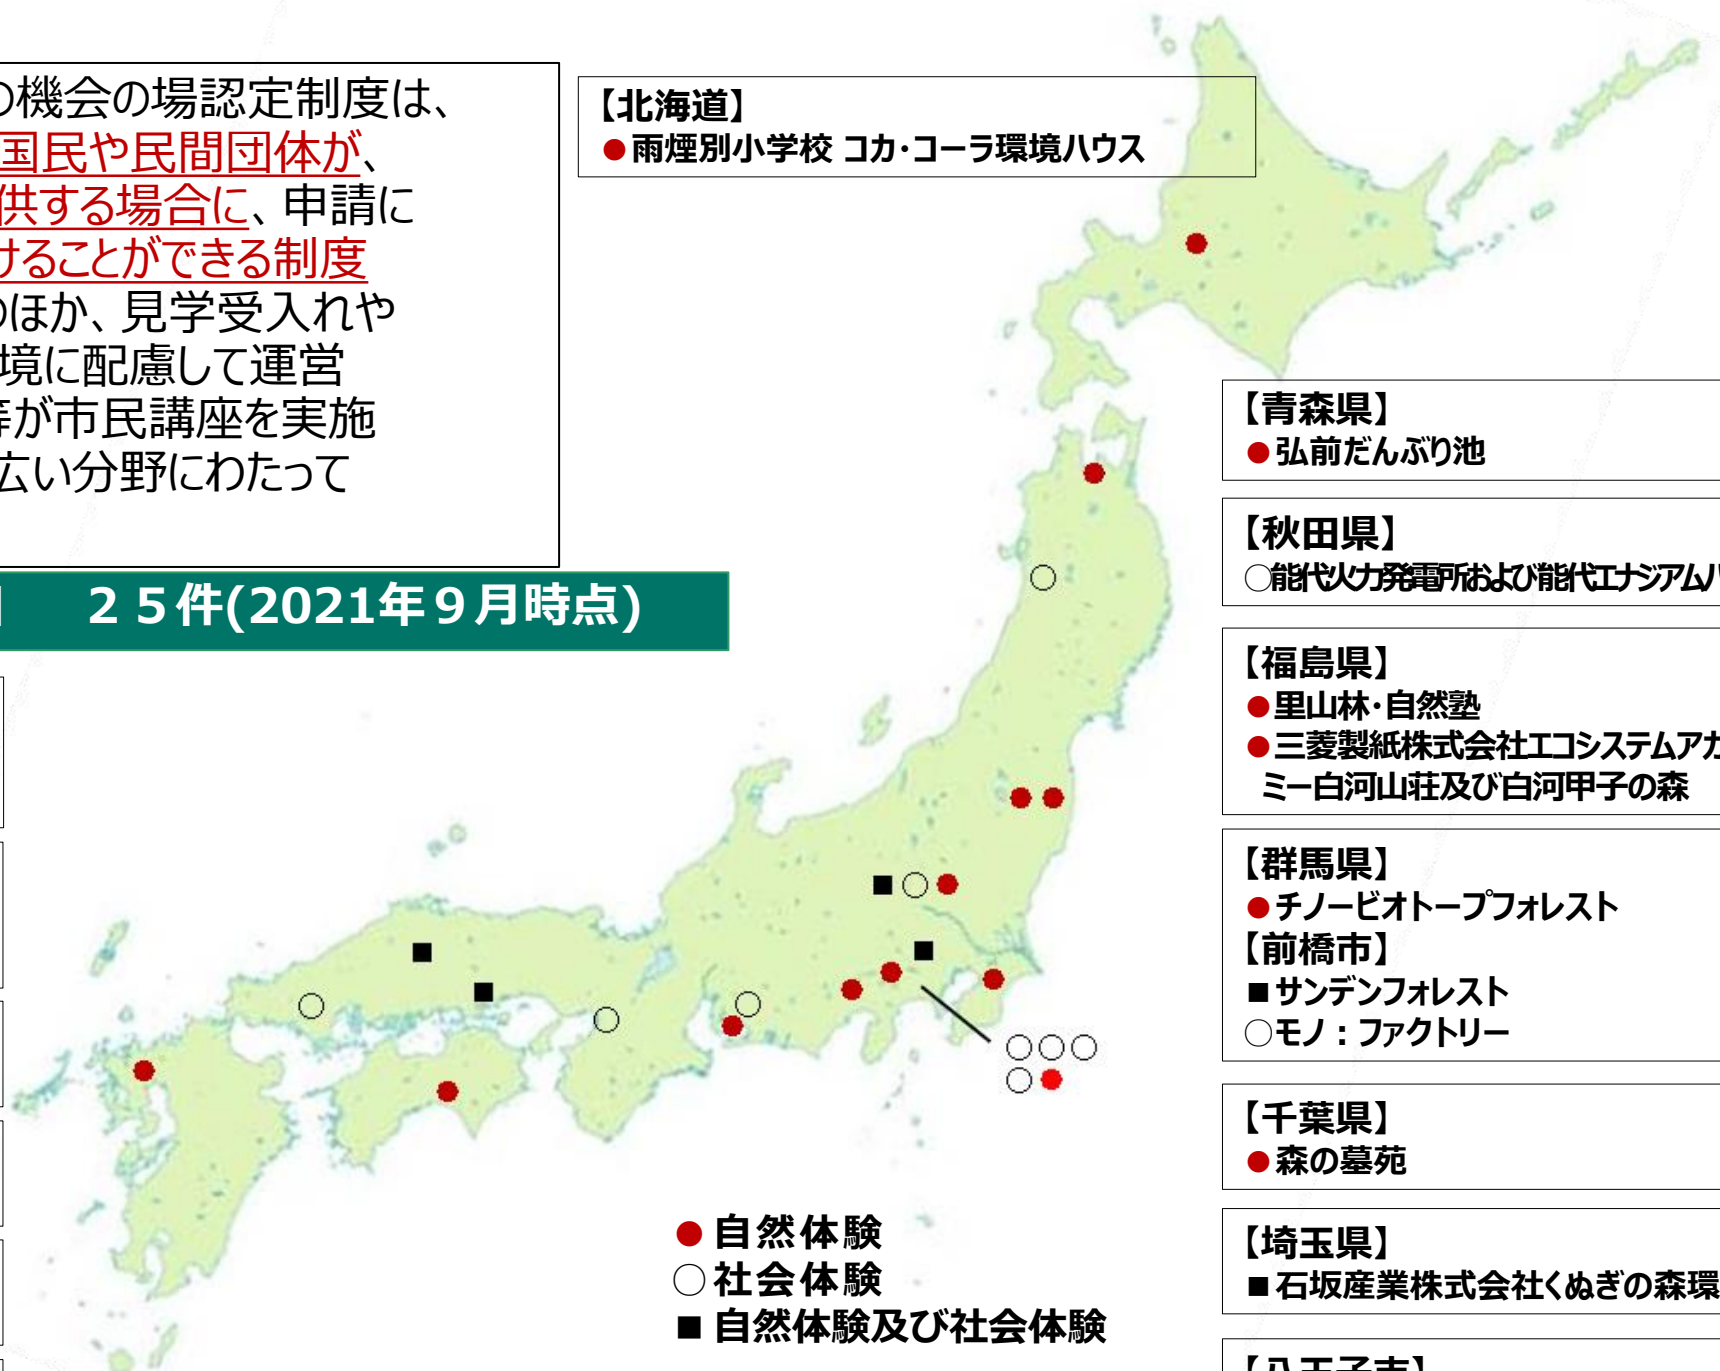 の機会の場認定制度は、
国民や民間団体が、
供する場合に、申請に
けることができる制度
のほか、見学受入れや
境に配慮して運営
等が市民講座を実施
広い分野にわたって
２５件(2021年９月時点)
【北海道】
●雨煙別小学校 コカ・コーラ環境ハウス
【青森県】
●弘前だんぶり池
【秋田県】
○能代火力発電所および能代エナジアム
【福島県】
●里山林・自然塾
●三菱製紙株式会社エコシステムアカ
ミー白河山荘及び白河甲子の森
【群馬県】
●チノービオトープフォレスト
【前橋市】
■サンデンフォレスト
○モノ：ファクトリー
【千葉県】
●森の墓苑
【埼玉県】
■石坂産業株式会社くぬぎの森環
【八王子市】
●自然体験
○社会体験
■自然体験及び社会体験